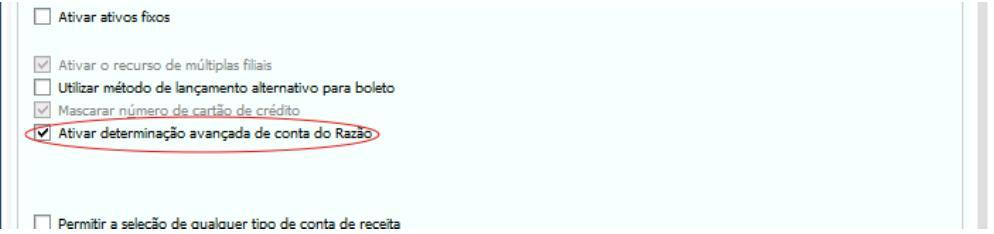 Ativar ativos fixos
Ativar o recurso de múltiplas filiais
Utilizar método de lançamento alternativo para boleto
Mascarar número de cartão de crédito
Ativar determinação avançada de conta do Razão
Permitir a seleção de qualquer tipo de conta de receita